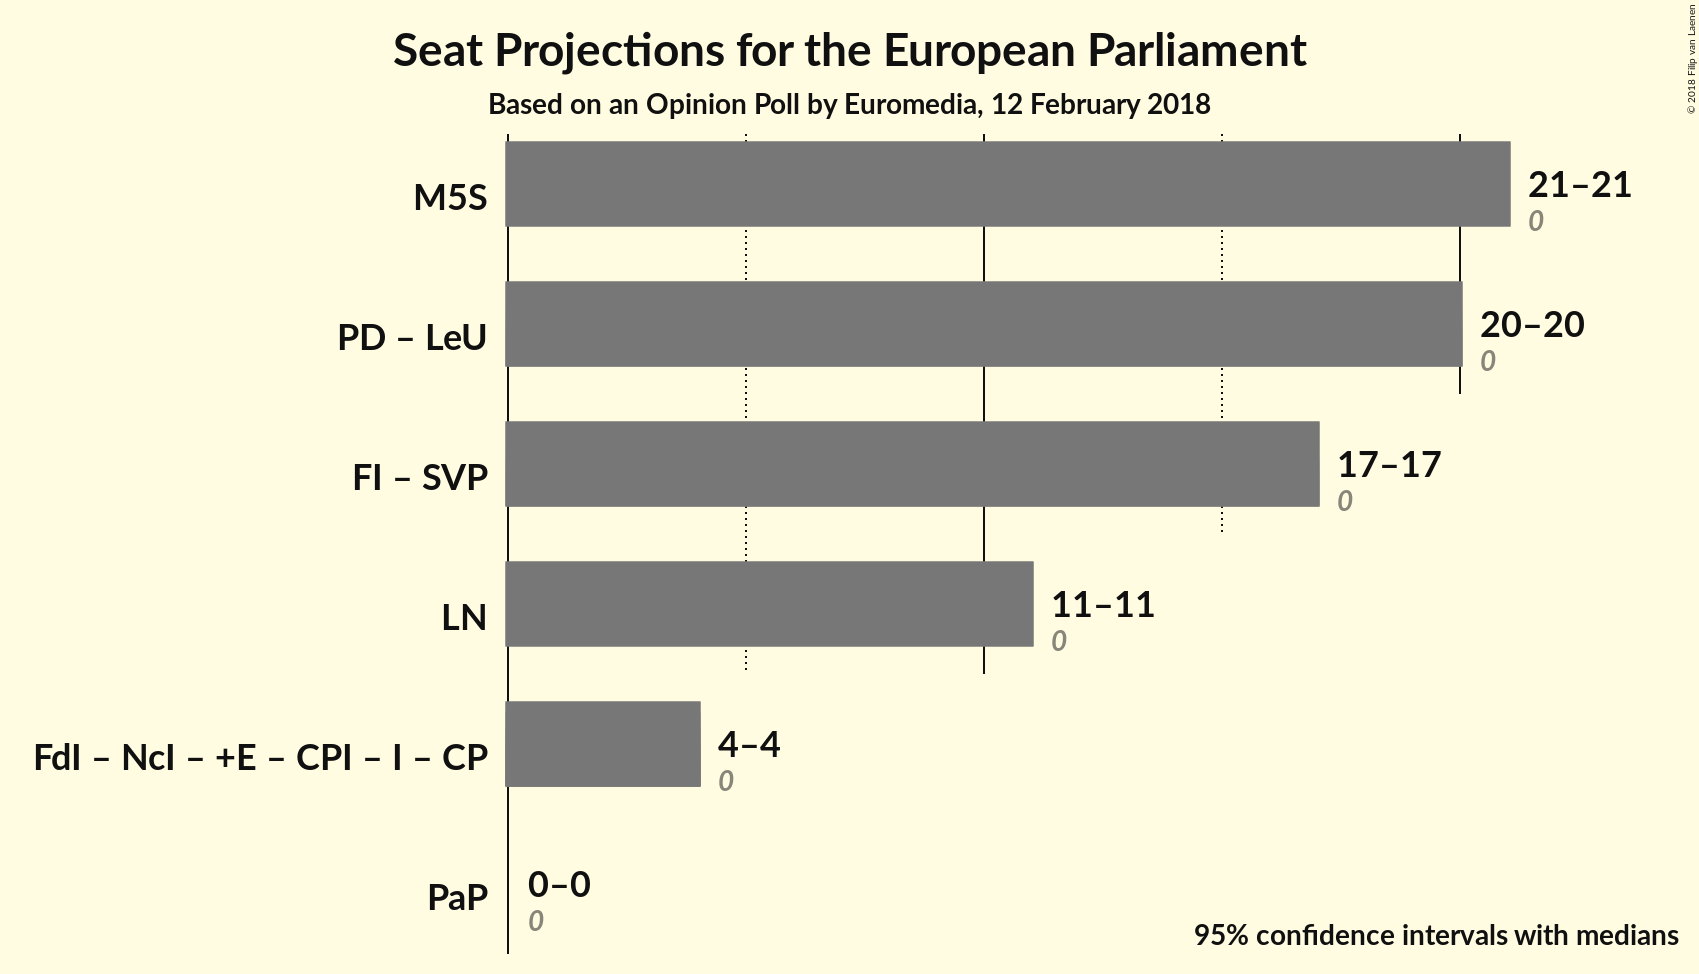 Seat Projections for the European Parliament
Based on an Opinion Poll by Euromedia, 12 February 2018
© 2018 Filip van Laenen
M5S
21–21
0
PD – LeU
20–20
0
FI – SVP
17–17
0
LN
11–11
0
FdI – NcI – +E – CPI – I – CP
4–4
0
PaP
0–0
0
95% confidence intervals with medians